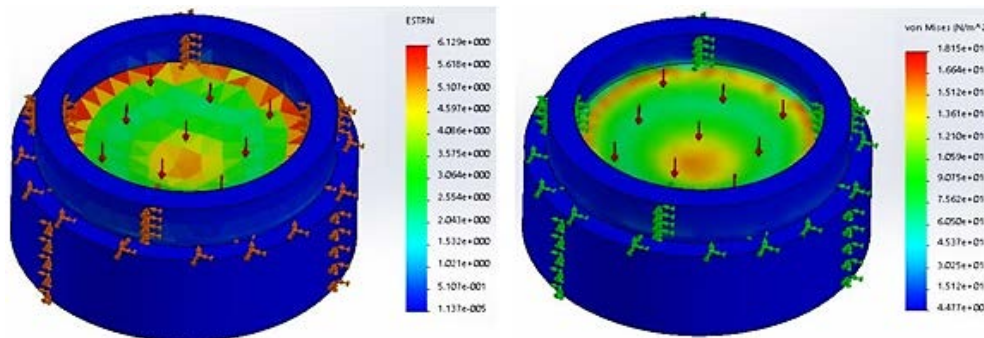 ESTRN
6.129e+000
5.618e+000
5.107e+000
4.597e+000
4.086e+000
3.575e+000
3.064e+000
2.554e+000
2.043e+000
1.532e+000
1.021e+000
5.107e-001
1.137e-005
von Mises (N/m^2
1.815e+01
1.664e+01
1.512e+01
1.361e+01
1.210e+01
1.059e+01
9.075e+01
7.562e+01
6.050e+01
4.537e+01
3.025e+01
1.512e+01
4.477e+00